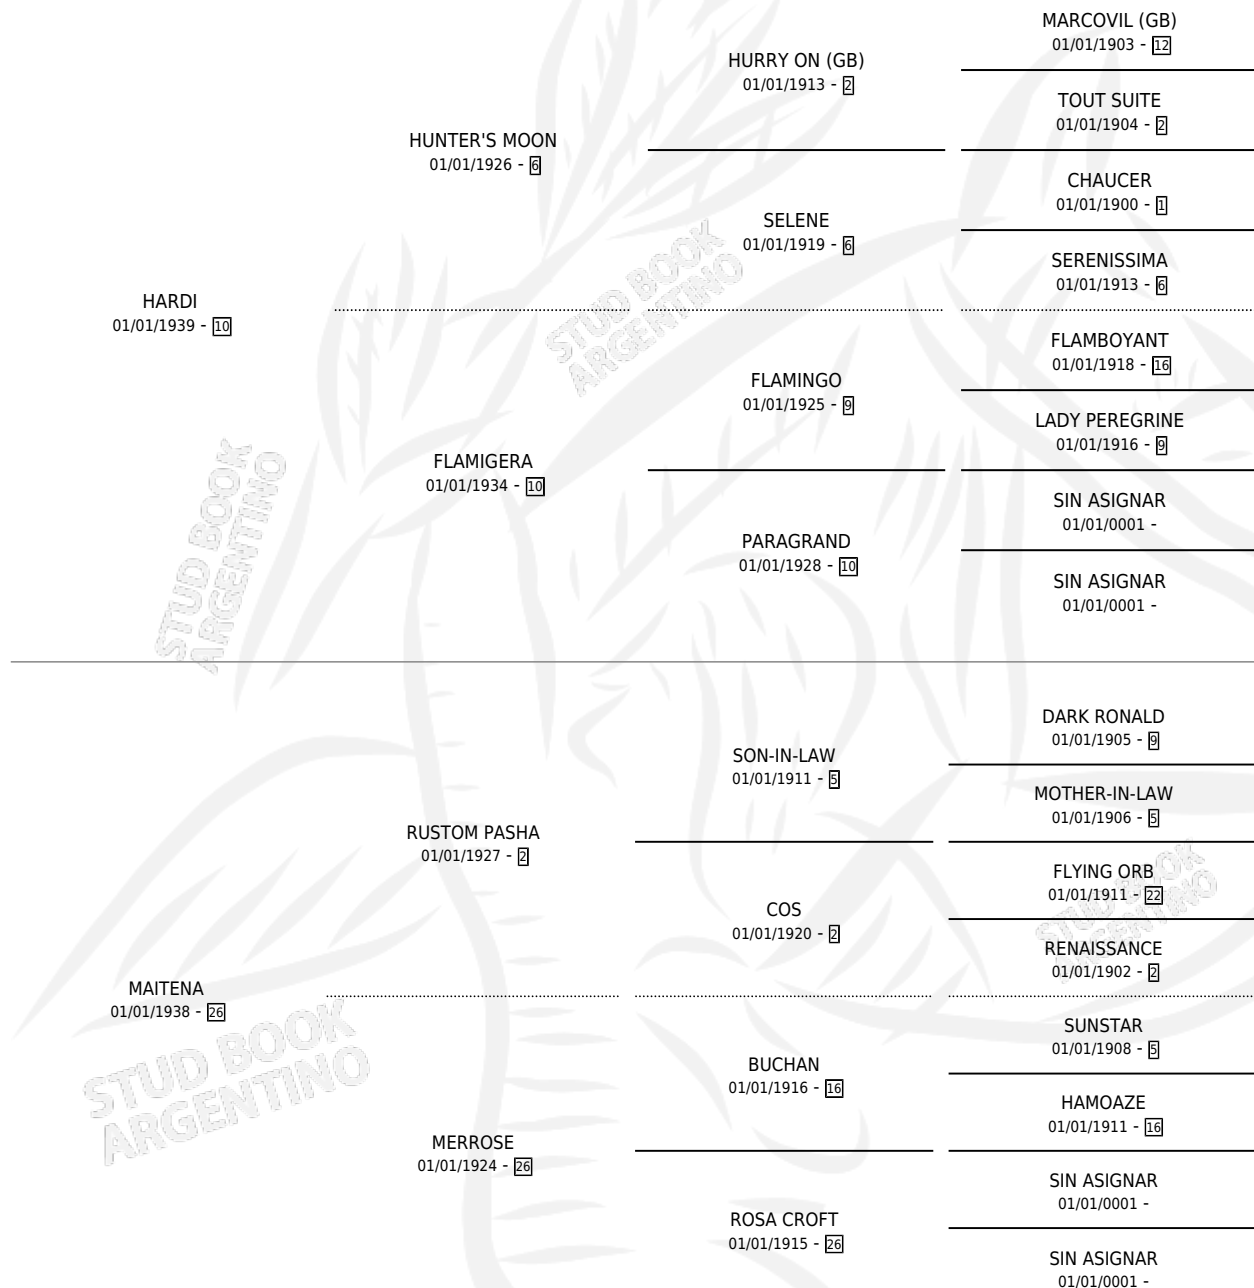 MARCOVIL (GB)
01/01/1903 - 12
HURRY ON (GB)
01/01/1913 - 2
TOUT SUITE
01/01/1904 - 2
HUNTER'S MOON
01/01/1926 - 6
CHAUCER
01/01/1900 - 1
SELENE
01/01/1919 - 6
SERENISSIMA
01/01/1913 - 6
HARDI
01/01/1939 - 10
FLAMBOYANT
01/01/1918 - 16
FLAMINGO
01/01/1925 - 9
LADY PEREGRINE
01/01/1916 - 9
FLAMIGERA
01/01/1934 - 10
SIN ASIGNAR
01/01/0001 -
PARAGRAND
01/01/1928 - 10
SIN ASIGNAR
01/01/0001 -
DARK RONALD
01/01/1905 - 9
SON-IN-LAW
01/01/1911 - 5
MOTHER-IN-LAW
01/01/1906 - 5
RUSTOM PASHA
01/01/1927 - 2
FLYING ORB
01/01/1911 - 22
COS
01/01/1920 - 2
RENAISSANCE
01/01/1902 - 2
MAITENA
01/01/1938 - 26
SUNSTAR
01/01/1908 - 5
BUCHAN
01/01/1916 - 16
HAMOAZE
01/01/1911 - 16
MERROSE
01/01/1924 - 26
SIN ASIGNAR
01/01/0001 -
ROSA CROFT
01/01/1915 - 26
SIN ASIGNAR
01/01/0001 -
STUD BOOK
ARGENTINO
STUD BOOK
ARGENTINO
STUD BOOK
ARGENTINO
STUD BOOK
ARGENTINO